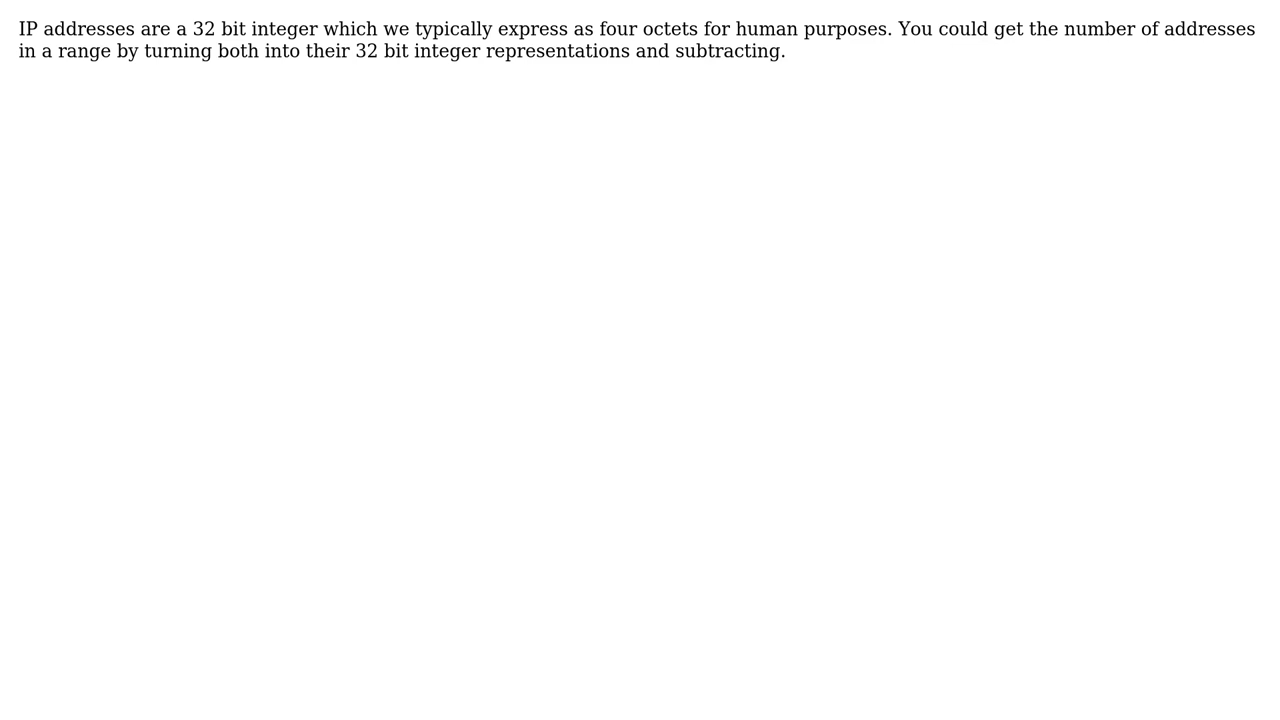 IP addresses are a 32 bit integer which we typically express as four octets for human purposes. You could get the number of addresses
in a range by turning both into their 32 bit integer representations and subtracting.